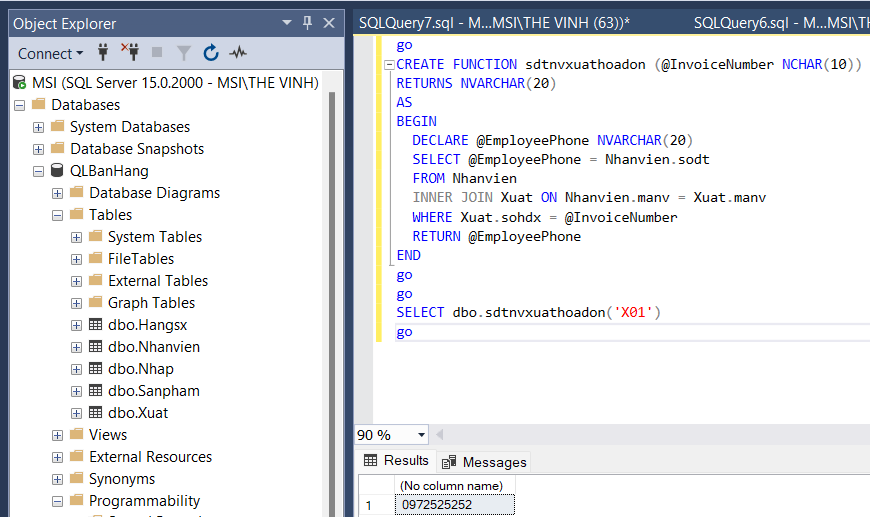 Object Explorer
Connect
MSI (SQL Server 15.0.2000 - MSI\THE VINH)
Databases
System Databases
Database Snapshots
QLBanHang
Database Diagrams
Tables
System Tables
FileTables
External Tables
Graph Tables
dbo.Hangsx
dbo.Nhanvien
dbo.Nhap
dbo.Sanpham
dbo.Xuat
Views
External Resources
Synonyms
Programmability
SQLQuery7.sql - M...MSI\THE VINH (63))*
SQLQuery6.sql - M...MSI\TH
go
CREATE FUNCTION sdtnvxuathoadon (@InvoiceNumber NCHAR(10))
RETURNS NVARCHAR(20)
AS
BEGIN
DECLARE @EmployeePhone NVARCHAR(20)
SELECT @EmployeePhone = Nhanvien.sodt
FROM Nhanvien
INNER JOIN Xuat ON Nhanvien.manv = Xuat.manv
WHERE Xuat.sohdx = @InvoiceNumber
RETURN @EmployeePhone
END
go
go
SELECT dbo.sdtnvxuathoadon('X01')
go
90 %
Results
Messages
(No column name)
1
0972525252